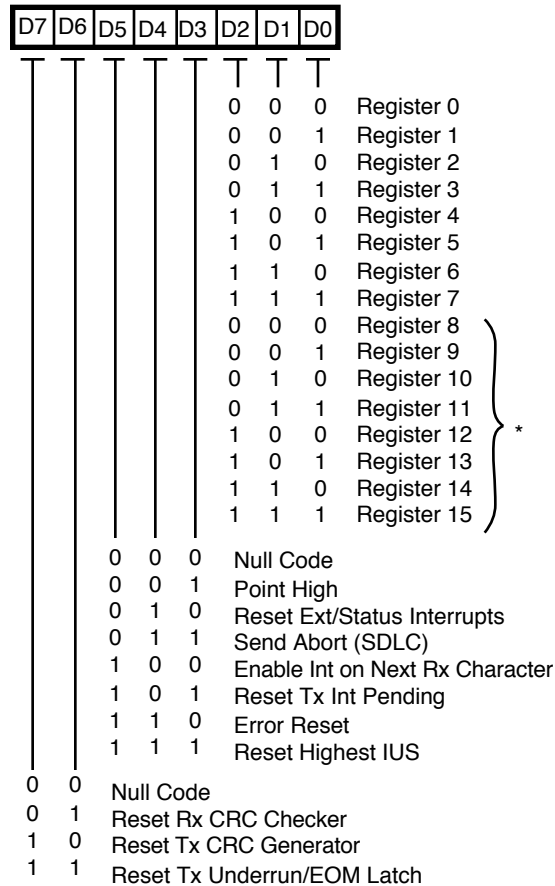 D7 D6 D5 D4 D3 D2 D1 D0
0 0 0 Register 0
0 0 1 Register 1
0 1 0 Register 2
0 1 1 Register 3
1 0 0 Register 4
1 0 1 Register 5
1 1 0 Register 6
1 1 1 Register 7
0 0 0 Register 8
0 0 1 Register 9
0 1 0 Register 10
0 1 1 Register 11
*
1 0 0 Register 12
1 0 1 Register 13
1 1 0 Register 14
1 1 1 Register 15
0 0 0 Null Code
0 0 1 Point High
0 1 0 Reset Ext/Status Interrupts
0 1 1 Send Abort (SDLC)
1 0 0 Enable Int on Next Rx Character
1 0 1 Reset Tx Int Pending
1 1 0 Error Reset
1 1 1 Reset Highest IUS
0 0 Null Code
0 1 Reset Rx CRC Checker
1 0 Reset Tx CRC Generator
1 1 Reset Tx Underrun/EOM Latch